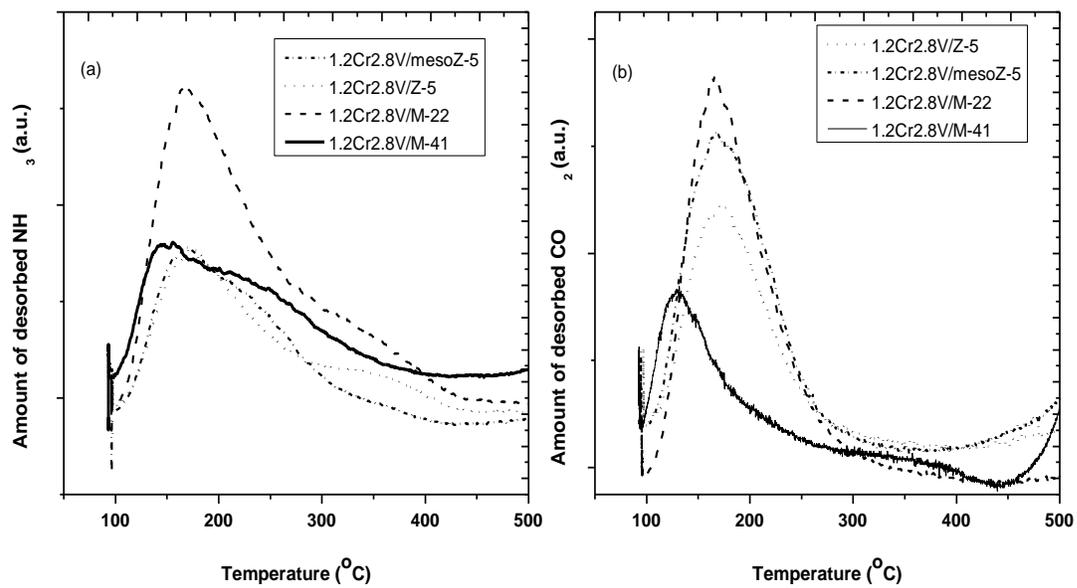 (a)
1.2Cr2.8V/mesoZ-5
1.2Cr2.8V/Z-5
1.2Cr2.8V/M-22
1.2Cr2.8V/M-41
Amount of desorbed NH3 (a.u.)
100 200 300 400 500
Temperature (oC)
(b)
1.2Cr2.8V/Z-5
1.2Cr2.8V/mesoZ-5
1.2Cr2.8V/M-22
1.2Cr2.8V/M-41
Amount of desorbed CO2 (a.u.)
100 200 300 400 500
Temperature (oC)